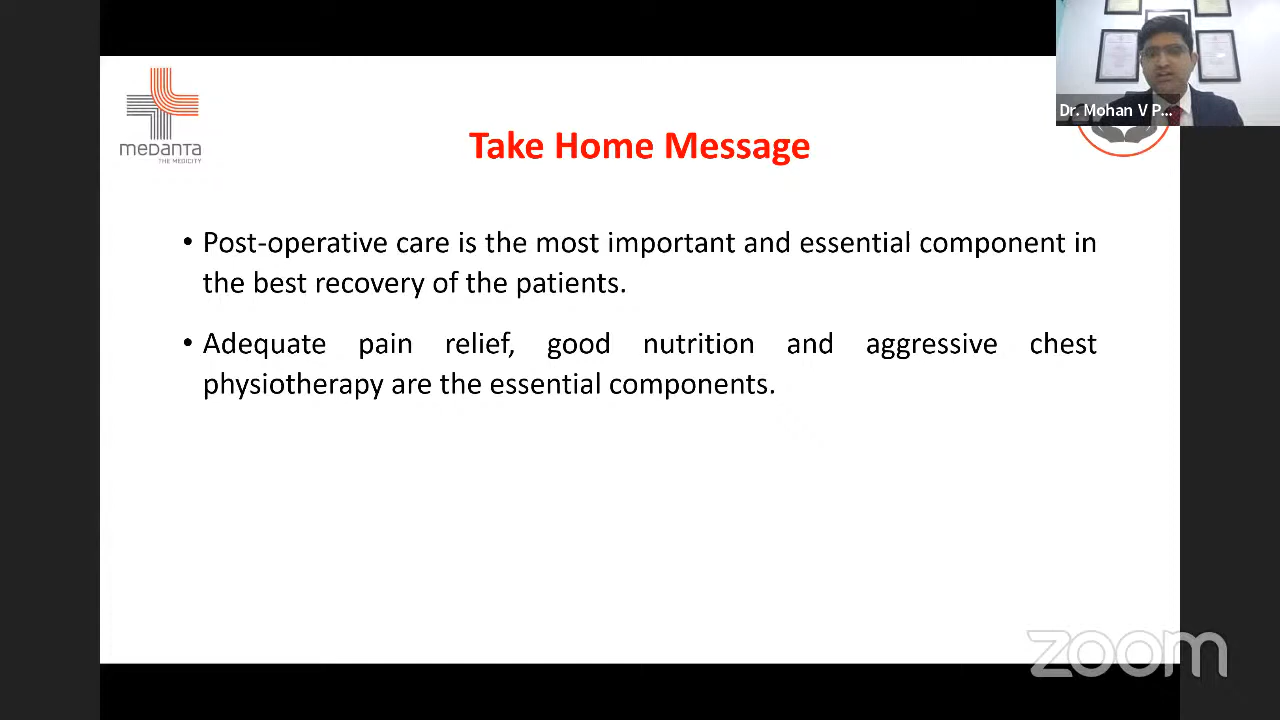 Dr. Mohan V P...
medanta
THE MEDICITY
Take Home Message
• Post-operative care is the most important and essential component in
the best recovery of the patients.
• Adequate pain relief, good nutrition and aggressive chest
physiotherapy are the essential components.
zoom